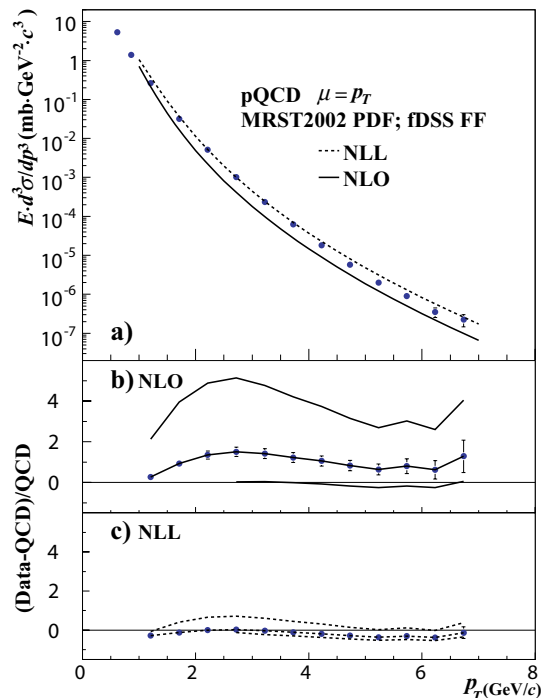 10
1
10⁻¹
10⁻²
10⁻³
10⁻⁴
10⁻⁵
10⁻⁶
10⁻⁷
E·d³σ/dp³ (mb·GeV⁻²·c³)
pQCD μ = p_T
MRST2002 PDF; fDSS FF
NLL
NLO
a)
b) NLO
4
2
0
(Data-QCD)/QCD
c) NLL
4
2
0
0 2 4 6 8
p_T (GeV/c)